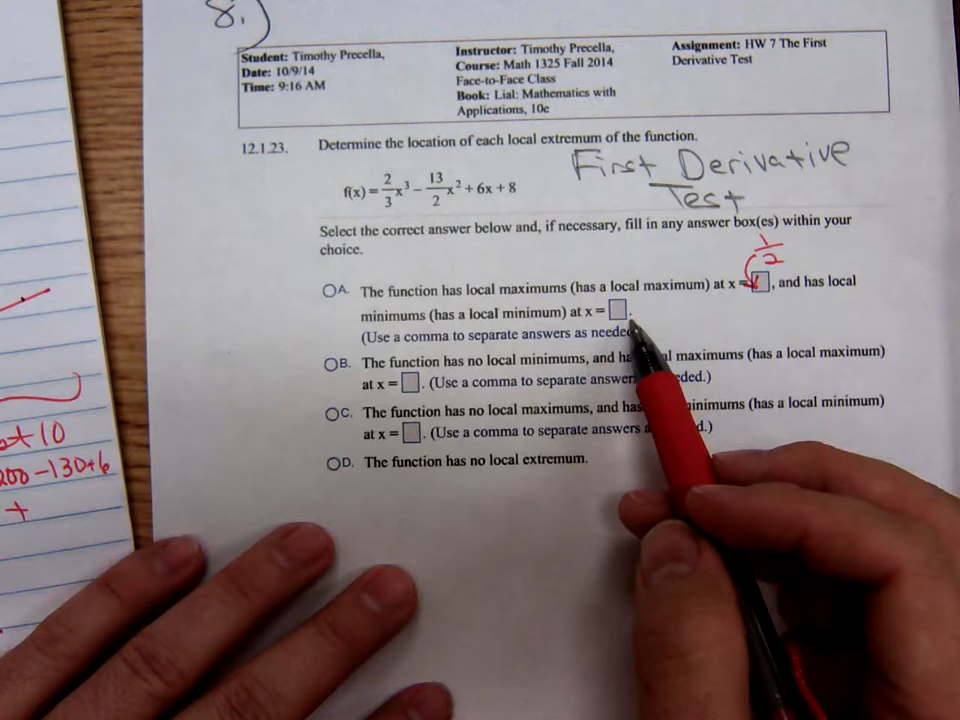 8.)
Student: Timothy Precella,
Date: 10/9/14
Time: 9:16 AM
Instructor: Timothy Precella,
Course: Math 1325 Fall 2014
Face-to-Face Class
Book: Lial: Mathematics with
Applications, 10e
Assignment: HW 7 The First
Derivative Test
12.1.23. Determine the location of each local extremum of the function.
f(x) = 2/3 x³ − 13/2 x² + 6x + 8
First Derivative
Test
Select the correct answer below and, if necessary, fill in any answer box(es) within your
choice.
1/2
A. The function has local maximums (has a local maximum) at x = , and has local
minimums (has a local minimum) at x = .
(Use a comma to separate answers as neede
B. The function has no local minimums, and ha al maximums (has a local maximum)
at x = . (Use a comma to separate answer ded.)
C. The function has no local maximums, and has inimums (has a local minimum)
at x = . (Use a comma to separate answers a d.)
D. The function has no local extremum.
+10
200 −130+6
+